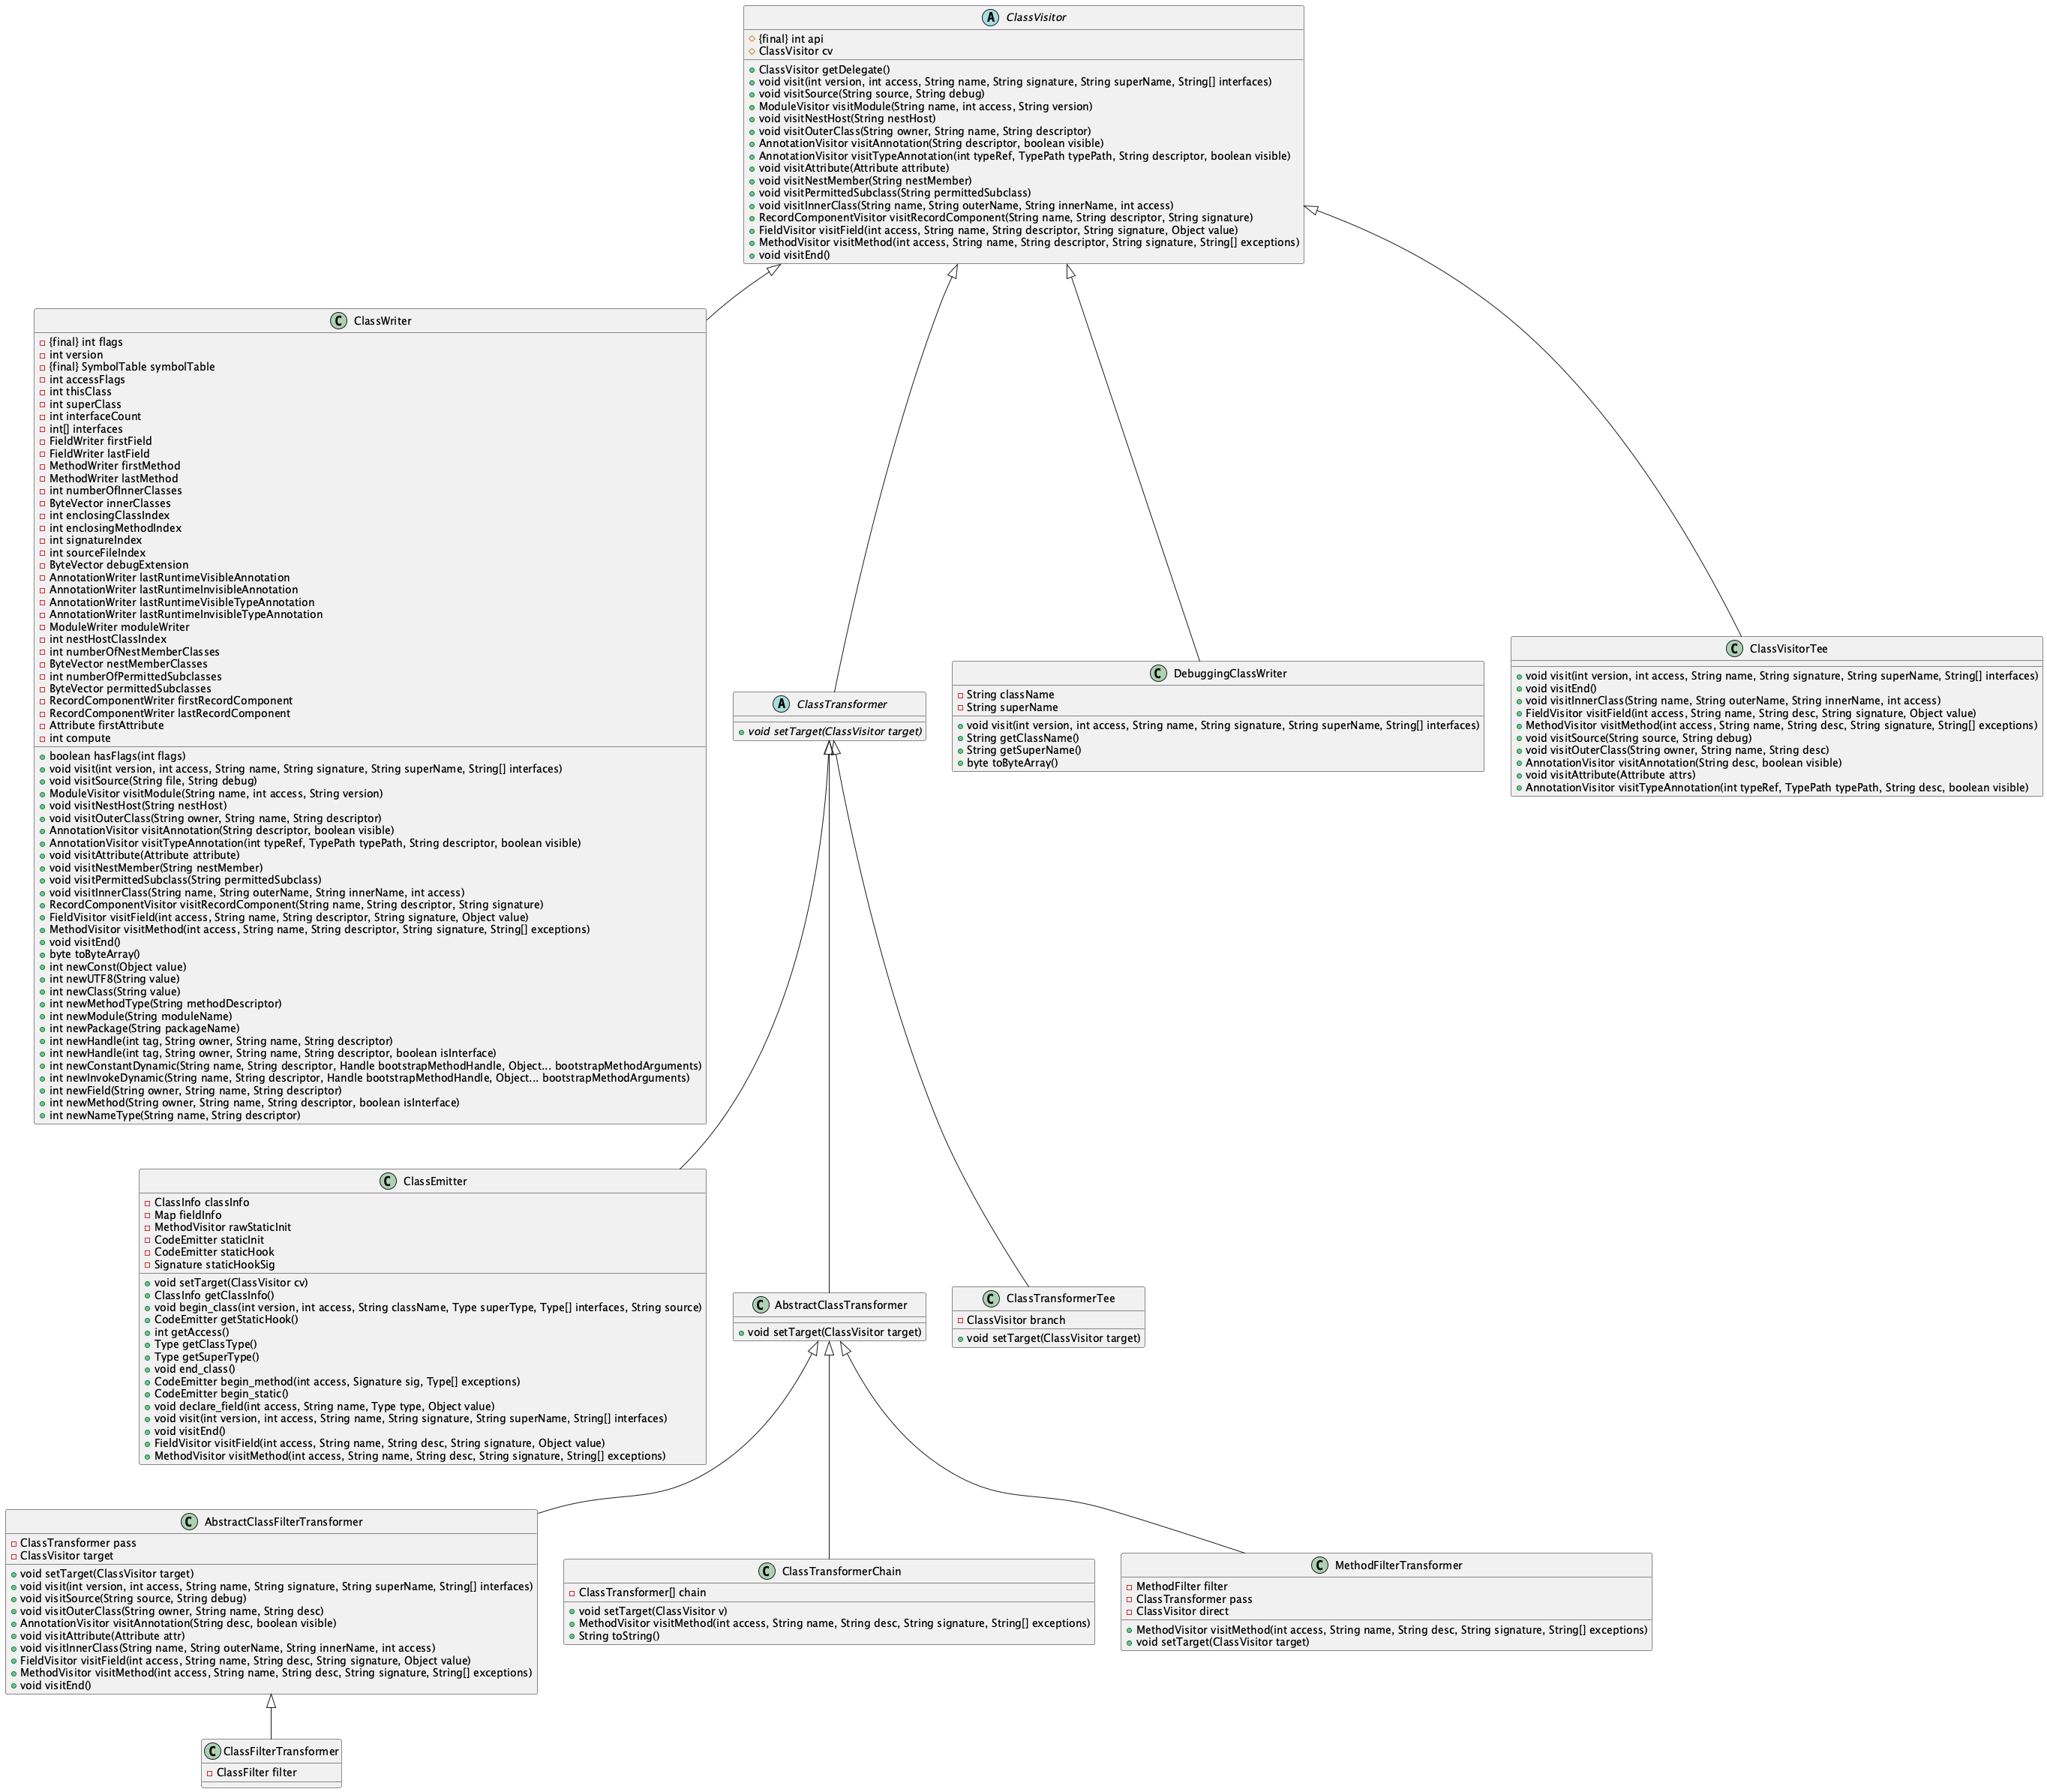 A ClassVisitor
{final} int api
ClassVisitor cv
ClassVisitor getDelegate()
void visit(int version, int access, String name, String signature, String superName, String[] interfaces)
void visitSource(String source, String debug)
ModuleVisitor visitModule(String name, int access, String version)
void visitNestHost(String nestHost)
void visitOuterClass(String owner, String name, String descriptor)
AnnotationVisitor visitAnnotation(String descriptor, boolean visible)
AnnotationVisitor visitTypeAnnotation(int typeRef, TypePath typePath, String descriptor, boolean visible)
void visitAttribute(Attribute attribute)
void visitNestMember(String nestMember)
void visitPermittedSubclass(String permittedSubclass)
void visitInnerClass(String name, String outerName, String innerName, int access)
RecordComponentVisitor visitRecordComponent(String name, String descriptor, String signature)
FieldVisitor visitField(int access, String name, String descriptor, String signature, Object value)
MethodVisitor visitMethod(int access, String name, String descriptor, String signature, String[] exceptions)
void visitEnd()
C ClassWriter
{final} int flags
int version
{final} SymbolTable symbolTable
int accessFlags
int thisClass
int superClass
int interfaceCount
int[] interfaces
FieldWriter firstField
FieldWriter lastField
MethodWriter firstMethod
MethodWriter lastMethod
int numberOfInnerClasses
ByteVector innerClasses
int enclosingClassIndex
int enclosingMethodIndex
int signatureIndex
int sourceFileIndex
ByteVector debugExtension
AnnotationWriter lastRuntimeVisibleAnnotation
AnnotationWriter lastRuntimeInvisibleAnnotation
AnnotationWriter lastRuntimeVisibleTypeAnnotation
AnnotationWriter lastRuntimeInvisibleTypeAnnotation
ModuleWriter moduleWriter
int nestHostClassIndex
int numberOfNestMemberClasses
ByteVector nestMemberClasses
int numberOfPermittedSubclasses
ByteVector permittedSubclasses
RecordComponentWriter firstRecordComponent
RecordComponentWriter lastRecordComponent
Attribute firstAttribute
int compute
boolean hasFlags(int flags)
void visit(int version, int access, String name, String signature, String superName, String[] interfaces)
void visitSource(String file, String debug)
ModuleVisitor visitModule(String name, int access, String version)
void visitNestHost(String nestHost)
void visitOuterClass(String owner, String name, String descriptor)
AnnotationVisitor visitAnnotation(String descriptor, boolean visible)
AnnotationVisitor visitTypeAnnotation(int typeRef, TypePath typePath, String descriptor, boolean visible)
void visitAttribute(Attribute attribute)
void visitNestMember(String nestMember)
void visitPermittedSubclass(String permittedSubclass)
void visitInnerClass(String name, String outerName, String innerName, int access)
RecordComponentVisitor visitRecordComponent(String name, String descriptor, String signature)
FieldVisitor visitField(int access, String name, String descriptor, String signature, Object value)
MethodVisitor visitMethod(int access, String name, String descriptor, String signature, String[] exceptions)
void visitEnd()
byte toByteArray()
int newConst(Object value)
int newUTF8(String value)
int newClass(String value)
int newMethodType(String methodDescriptor)
int newModule(String moduleName)
int newPackage(String packageName)
int newHandle(int tag, String owner, String name, String descriptor)
int newHandle(int tag, String owner, String name, String descriptor, boolean isInterface)
int newConstantDynamic(String name, String descriptor, Handle bootstrapMethodHandle, Object... bootstrapMethodArguments)
int newInvokeDynamic(String name, String descriptor, Handle bootstrapMethodHandle, Object... bootstrapMethodArguments)
int newField(String owner, String name, String descriptor)
int newMethod(String owner, String name, String descriptor, boolean isInterface)
int newNameType(String name, String descriptor)
A ClassTransformer
void setTarget(ClassVisitor target)
C DebuggingClassWriter
String className
String superName
void visit(int version, int access, String name, String signature, String superName, String[] interfaces)
String getClassName()
String getSuperName()
byte toByteArray()
C ClassVisitorTee
void visit(int version, int access, String name, String signature, String superName, String[] interfaces)
void visitEnd()
void visitInnerClass(String name, String outerName, String innerName, int access)
FieldVisitor visitField(int access, String name, String desc, String signature, Object value)
MethodVisitor visitMethod(int access, String name, String desc, String signature, String[] exceptions)
void visitSource(String source, String debug)
void visitOuterClass(String owner, String name, String desc)
AnnotationVisitor visitAnnotation(String desc, boolean visible)
void visitAttribute(Attribute attrs)
AnnotationVisitor visitTypeAnnotation(int typeRef, TypePath typePath, String desc, boolean visible)
C ClassEmitter
ClassInfo classInfo
Map fieldInfo
MethodVisitor rawStaticInit
CodeEmitter staticInit
CodeEmitter staticHook
Signature staticHookSig
void setTarget(ClassVisitor cv)
ClassInfo getClassInfo()
void begin_class(int version, int access, String className, Type superType, Type[] interfaces, String source)
CodeEmitter getStaticHook()
int getAccess()
Type getClassType()
Type getSuperType()
void end_class()
CodeEmitter begin_method(int access, Signature sig, Type[] exceptions)
CodeEmitter begin_static()
void declare_field(int access, String name, Type type, Object value)
void visit(int version, int access, String name, String signature, String superName, String[] interfaces)
void visitEnd()
FieldVisitor visitField(int access, String name, String desc, String signature, Object value)
MethodVisitor visitMethod(int access, String name, String desc, String signature, String[] exceptions)
C AbstractClassTransformer
void setTarget(ClassVisitor target)
C ClassTransformerTee
ClassVisitor branch
void setTarget(ClassVisitor target)
C AbstractClassFilterTransformer
ClassTransformer pass
ClassVisitor target
void setTarget(ClassVisitor target)
void visit(int version, int access, String name, String signature, String superName, String[] interfaces)
void visitSource(String source, String debug)
void visitOuterClass(String owner, String name, String desc)
AnnotationVisitor visitAnnotation(String desc, boolean visible)
void visitAttribute(Attribute attr)
void visitInnerClass(String name, String outerName, String innerName, int access)
FieldVisitor visitField(int access, String name, String desc, String signature, Object value)
MethodVisitor visitMethod(int access, String name, String desc, String signature, String[] exceptions)
void visitEnd()
C ClassTransformerChain
ClassTransformer[] chain
void setTarget(ClassVisitor v)
MethodVisitor visitMethod(int access, String name, String desc, String signature, String[] exceptions)
String toString()
C MethodFilterTransformer
MethodFilter filter
ClassTransformer pass
ClassVisitor direct
MethodVisitor visitMethod(int access, String name, String desc, String signature, String[] exceptions)
void setTarget(ClassVisitor target)
C ClassFilterTransformer
ClassFilter filter